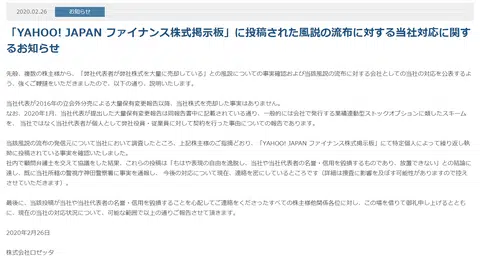 2020.02.26 お知らせ
「YAHOO! JAPAN ファイナンス株式掲示板」に投稿された風説の流布に対する当社対応に関す
るお知らせ
先般、複数の株主様から、「弊社代表者が弊社株式を大量に売却している」との風説についての事実確認および当該風説の流布に対する会社としての当社の対応を公表するよ
う、強くご要望をいただきましたので、以下の通り、説明いたします。
当社代表が2016年の立会外分売による大量保有変更報告以降、当社株式を売却した事実はありません。
なお、2020年1月、当社代表が提出した大量保有変更報告は同報告書中に記載されている通り、一般的には会社で発行する業績連動型ストックオプションに類したスキーム
を、当社ではなく当社代表者が個人として弊社役員・従業員に対して契約を行った事由についての報告であります。
当該風説の流布の発信元について当社において調査したところ、上記株主様のご指摘どおり、「YAHOO! JAPAN ファイナンス株式掲示板」にて特定個人によって繰り返し執
拗に投稿されている事実を確認いたしました。
社内で顧問弁護士を交えて協議をした結果、これらの投稿は「もはや表現の自由を逸脱し、当社や当社代表者の名誉・信用を毀損するものであり、放置できない」との結論に
達し、既に当社所轄の警視庁神田警察署に事実を通報し、今後の対応について現在、連絡を密にしているところです（詳細は捜査に影響を及ぼす可能性がありますので控え
させていただきます）。
最後に、当該投稿が当社や当社代表者の名誉・信用を毀損することを心配してご連絡をくださったすべての株主様他関係各位に対し、この場を借りて御礼申し上げるととも
に、現在の当社の対応状況について、可能な範囲で以上の通りご報告させて頂きます。
2020年2月26日
株式会社ロゼッタ